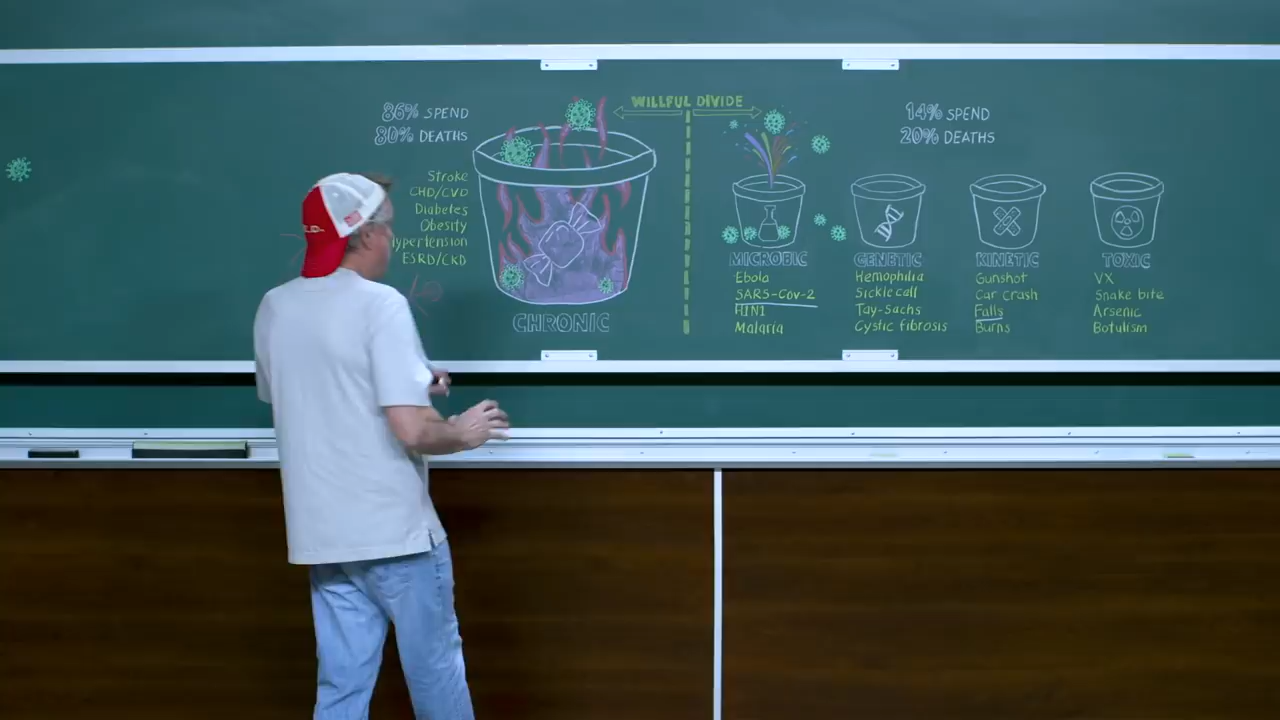 WILLFUL DIVIDE
86% SPEND
80% DEATHS
Stroke
CHD/CVD
Diabetes
Obesity
ypertension
ESRD/CKD
CHRONIC
14% SPEND
20% DEATHS
MICROBIC
Ebola
SARS-Cov-2
H1N1
Malaria
GENETIC
Hemophilia
Sickle cell
Tay-Sachs
Cystic fibrosis
KINETIC
Gunshot
Car crash
Falls
Burns
TOXIC
VX
Snake bite
Arsenic
Botulism